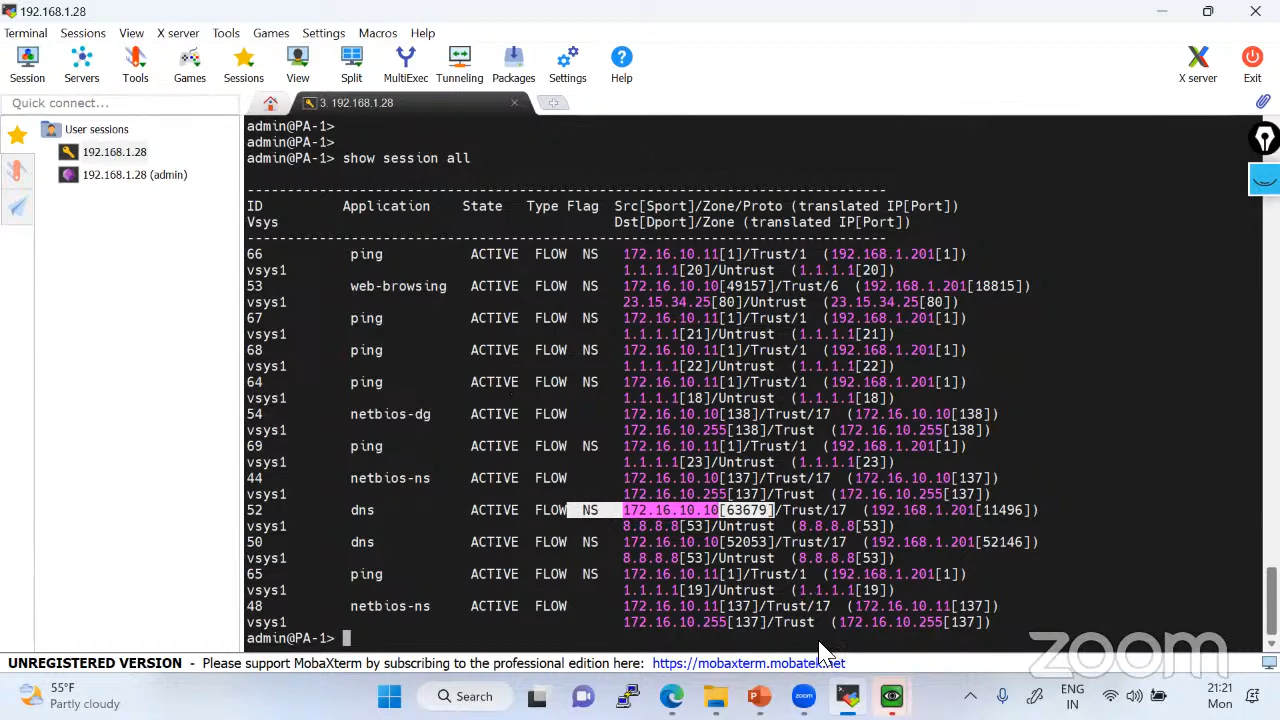 192.168.1.28
Terminal Sessions View X server Tools Games Settings Macros Help
Session Servers Tools Games Sessions View Split MultiExec Tunneling Packages Settings Help X server Exit
Quick connect...
3. 192.168.1.28
User sessions
192.168.1.28
192.168.1.28 (admin)
admin@PA-1>
admin@PA-1>
admin@PA-1> show session all
--------------------------------------------------------------------------------
ID Application State Type Flag Src[Sport]/Zone/Proto (translated IP[Port])
Vsys Dst[Dport]/Zone (translated IP[Port])
--------------------------------------------------------------------------------
66 ping ACTIVE FLOW NS 172.16.10.11[1]/Trust/1 (192.168.1.201[1])
vsys1 1.1.1.1[20]/Untrust (1.1.1.1[20])
53 web-browsing ACTIVE FLOW NS 172.16.10.10[49157]/Trust/6 (192.168.1.201[18815])
vsys1 23.15.34.25[80]/Untrust (23.15.34.25[80])
67 ping ACTIVE FLOW NS 172.16.10.11[1]/Trust/1 (192.168.1.201[1])
vsys1 1.1.1.1[21]/Untrust (1.1.1.1[21])
68 ping ACTIVE FLOW NS 172.16.10.11[1]/Trust/1 (192.168.1.201[1])
vsys1 1.1.1.1[22]/Untrust (1.1.1.1[22])
64 ping ACTIVE FLOW NS 172.16.10.11[1]/Trust/1 (192.168.1.201[1])
vsys1 1.1.1.1[18]/Untrust (1.1.1.1[18])
54 netbios-dg ACTIVE FLOW 172.16.10.10[138]/Trust/17 (172.16.10.10[138])
vsys1 172.16.10.255[138]/Trust (172.16.10.255[138])
69 ping ACTIVE FLOW NS 172.16.10.11[1]/Trust/1 (192.168.1.201[1])
vsys1 1.1.1.1[23]/Untrust (1.1.1.1[23])
44 netbios-ns ACTIVE FLOW 172.16.10.10[137]/Trust/17 (172.16.10.10[137])
vsys1 172.16.10.255[137]/Trust (172.16.10.255[137])
52 dns ACTIVE FLOW NS 172.16.10.10[63679]/Trust/17 (192.168.1.201[11496])
vsys1 8.8.8.8[53]/Untrust (8.8.8.8[53])
50 dns ACTIVE FLOW NS 172.16.10.10[52053]/Trust/17 (192.168.1.201[52146])
vsys1 8.8.8.8[53]/Untrust (8.8.8.8[53])
65 ping ACTIVE FLOW NS 172.16.10.11[1]/Trust/1 (192.168.1.201[1])
vsys1 1.1.1.1[19]/Untrust (1.1.1.1[19])
48 netbios-ns ACTIVE FLOW 172.16.10.11[137]/Trust/17 (172.16.10.11[137])
vsys1 172.16.10.255[137]/Trust (172.16.10.255[137])
admin@PA-1>
zoom
UNREGISTERED VERSION - Please support MobaXterm by subscribing to the professional edition here: https://mobaxterm.mobatek.net
55°F
Partly cloudy
Search
zoom
ENG
IN
21:21
Mon